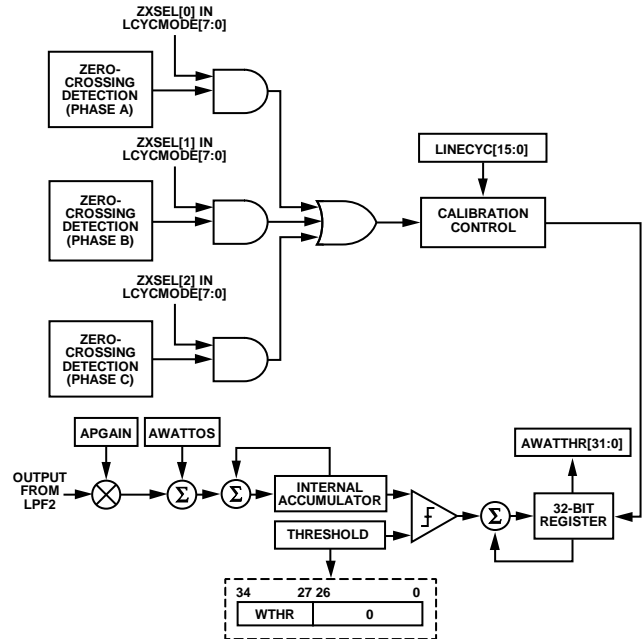 ZXSEL[0] IN
LCYCMODE[7:0]
ZERO-
CROSSING
DETECTION
(PHASE A)
ZXSEL[1] IN
LCYCMODE[7:0]
ZERO-
CROSSING
DETECTION
(PHASE B)
LINECYC[15:0]
CALIBRATION
CONTROL
ZXSEL[2] IN
LCYCMODE[7:0]
ZERO-
CROSSING
DETECTION
(PHASE C)
APGAIN
AWATTOS
AWATTHR[31:0]
OUTPUT
FROM
LPF2
Σ
Σ
INTERNAL
ACCUMULATOR
Σ
32-BIT
REGISTER
THRESHOLD
34 27 26 0
WTHR 0